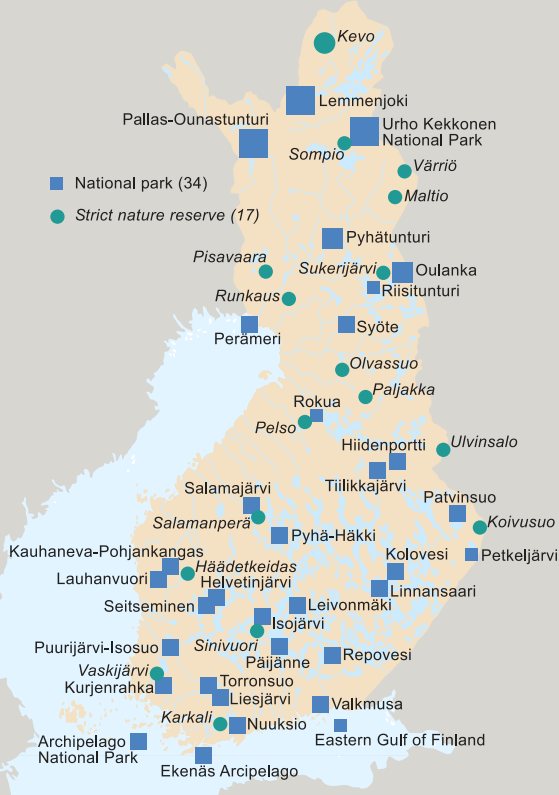 Kevo
Lemmenjoki
Pallas-Ounastunturi
Urho Kekkonen
National Park
Sompio
Värriö
National park (34)
Maltio
Strict nature reserve (17)
Pyhätunturi
Pisavaara
Sukerijärvi
Oulanka
Riisitunturi
Runkaus
Perämeri
Syöte
Olvassuo
Paljakka
Rokua
Pelso
Hiidenportti
Ulvinsalo
Tiilikkajärvi
Salamajärvi
Patvinsuo
Salamanperä
Koivusuo
Pyhä-Häkki
Kauhaneva-Pohjankangas
Kolovesi
Petkeljärvi
Häädetkeidas
Lauhanvuori
Helvetinjärvi
Linnansaari
Seitseminen
Leivonmäki
Isojärvi
Puurijärvi-Isosuo
Sinivuori
Päijänne
Repovesi
Vaskijärvi
Kurjenrahka
Torronsuo
Liesjärvi
Valkmusa
Karkali
Nuuksio
Eastern Gulf of Finland
Archipelago
National Park
Ekenäs Arcipelago